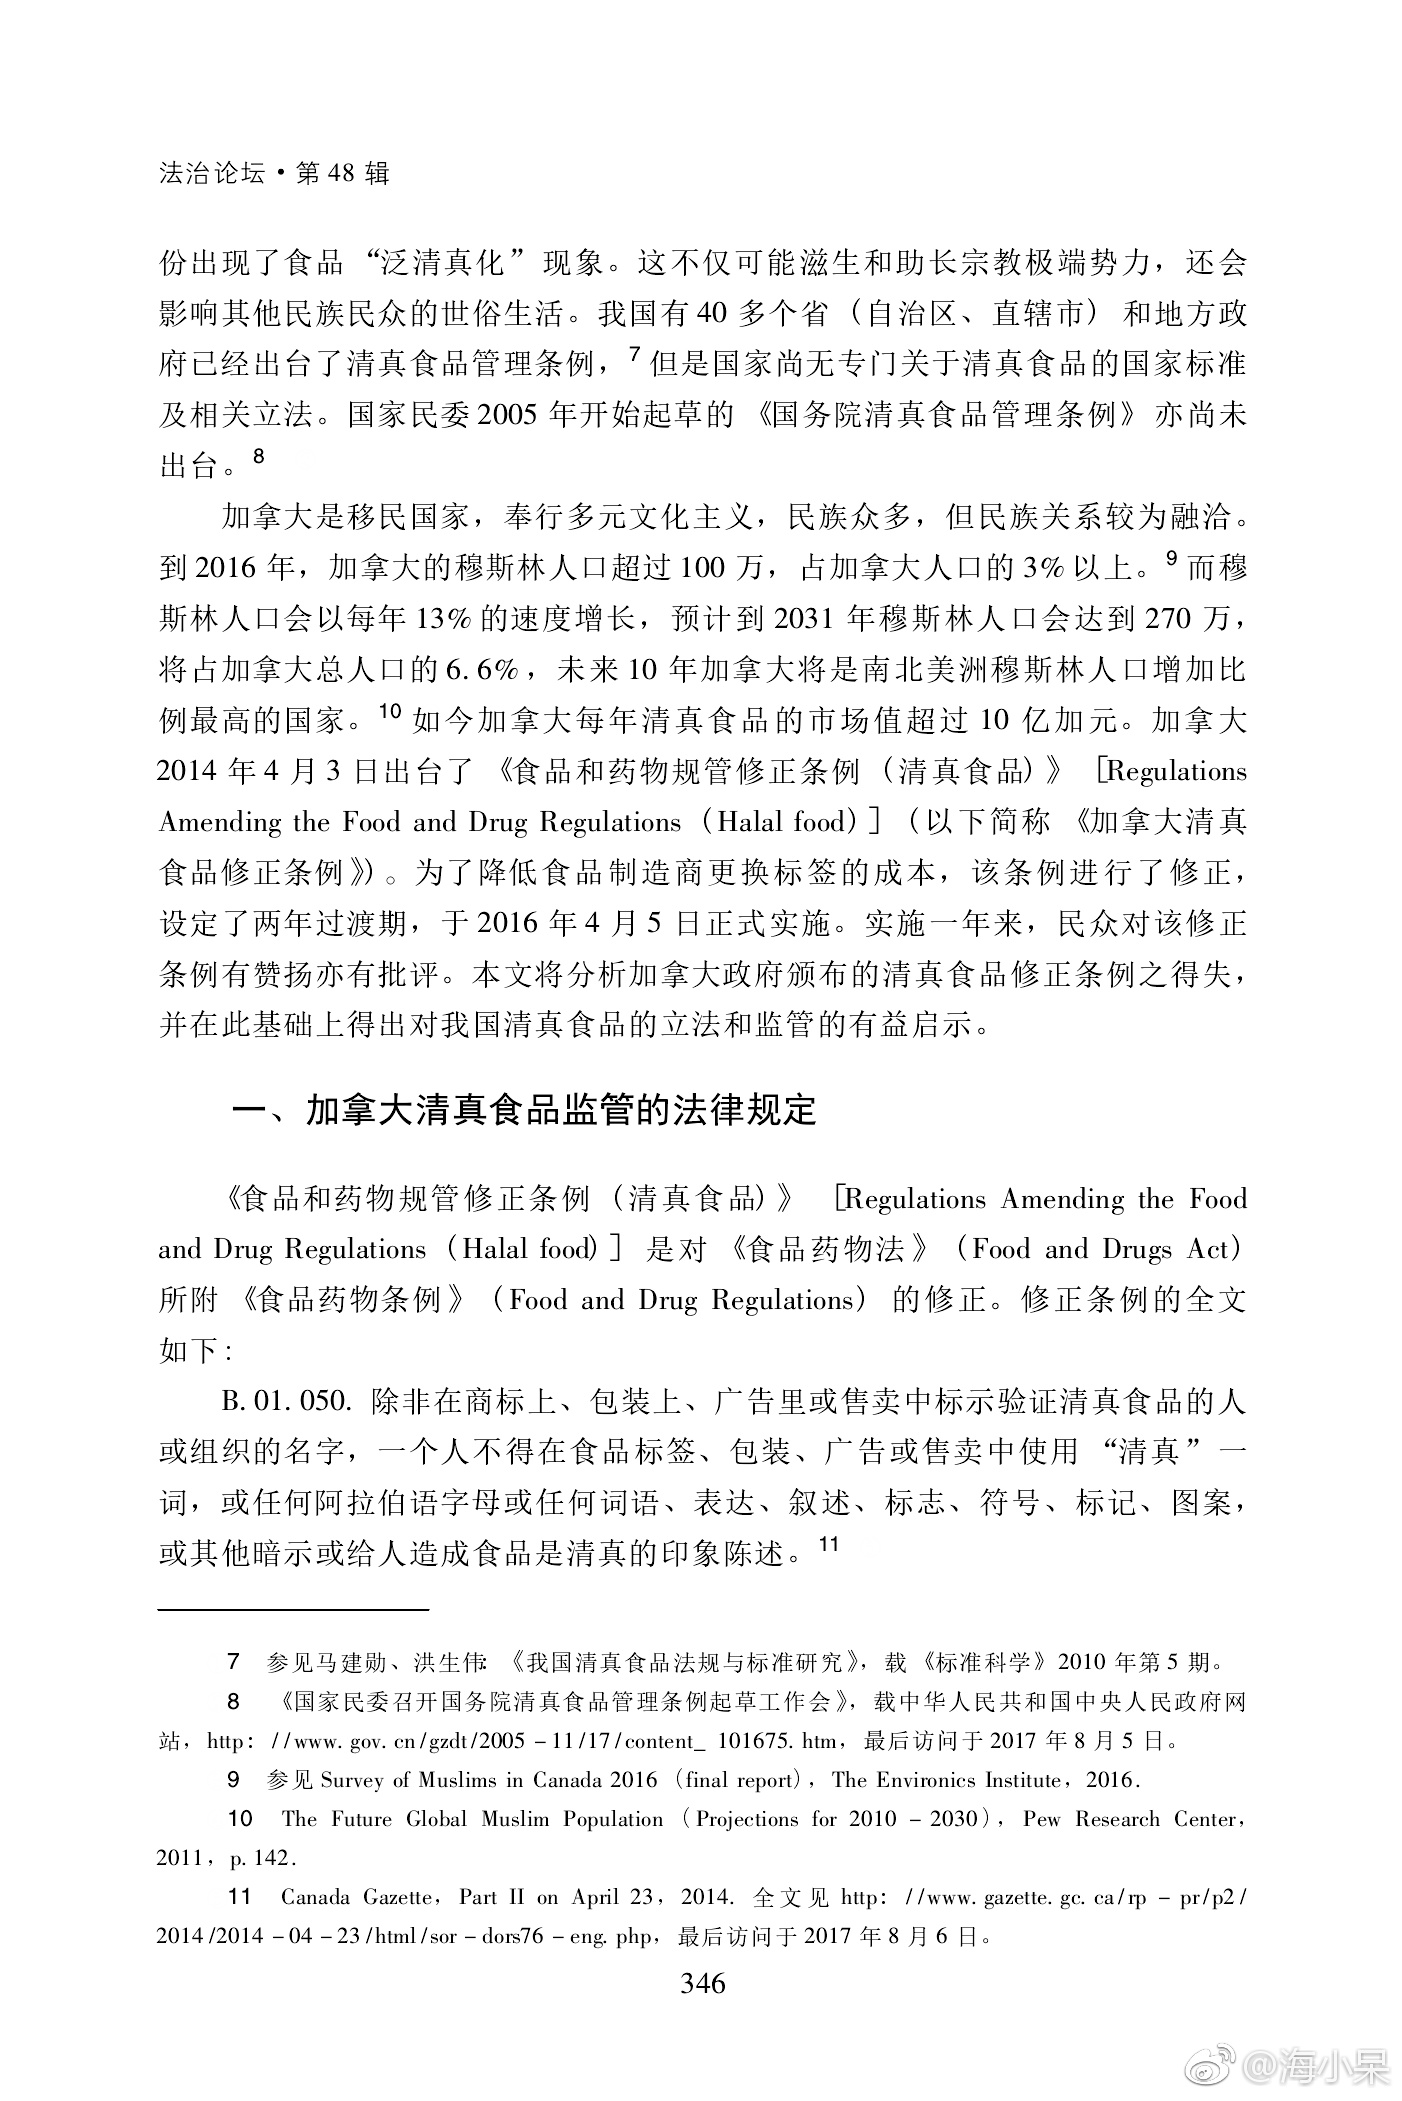 法治论坛·第 48 辑
份出现了食品“泛清真化”现象。这不仅可能滋生和助长宗教极端势力，还会
影响其他民族民众的世俗生活。我国有 40 多个省（自治区、直辖市）和地方政
府已经出台了清真食品管理条例，7 但是国家尚无专门关于清真食品的国家标准
及相关立法。国家民委 2005 年开始起草的《国务院清真食品管理条例》亦尚未
出台。8
加拿大是移民国家，奉行多元文化主义，民族众多，但民族关系较为融洽。
到 2016 年，加拿大的穆斯林人口超过 100 万，占加拿大人口的 3% 以上。9 而穆
斯林人口会以每年 13% 的速度增长，预计到 2031 年穆斯林人口会达到 270 万，
将占加拿大总人口的 6.6%，未来 10 年加拿大将是南北美洲穆斯林人口增加比
例最高的国家。10 如今加拿大每年清真食品的市场值超过 10 亿加元。加拿大
2014 年 4 月 3 日出台了《食品和药物规管修正条例（清真食品）》［Regulations
Amending the Food and Drug Regulations（Halal food）］（以下简称《加拿大清真
食品修正条例》）。为了降低食品制造商更换标签的成本，该条例进行了修正，
设定了两年过渡期，于 2016 年 4 月 5 日正式实施。实施一年来，民众对该修正
条例有赞扬亦有批评。本文将分析加拿大政府颁布的清真食品修正条例之得失，
并在此基础上得出对我国清真食品的立法和监管的有益启示。
一、加拿大清真食品监管的法律规定
《食品和药物规管修正条例（清真食品）》［Regulations Amending the Food
and Drug Regulations（Halal food）］是对《食品药物法》（Food and Drugs Act）
所附《食品药物条例》（Food and Drug Regulations）的修正。修正条例的全文
如下：
B.01.050. 除非在商标上、包装上、广告里或售卖中标示验证清真食品的人
或组织的名字，一个人不得在食品标签、包装、广告或售卖中使用“清真”一
词，或任何阿拉伯语字母或任何词语、表达、叙述、标志、符号、标记、图案，
或其他暗示或给人造成食品是清真的印象陈述。11
7 参见马建勋、洪生伟：《我国清真食品法规与标准研究》，载《标准科学》2010 年第 5 期。
8 《国家民委召开国务院清真食品管理条例起草工作会》，载中华人民共和国中央人民政府网
站，http：//www.gov.cn/gzdt/2005－11/17/content_ 101675.htm，最后访问于 2017 年 8 月 5 日。
9 参见 Survey of Muslims in Canada 2016（final report），The Environics Institute，2016.
10 The Future Global Muslim Population（Projections for 2010－2030），Pew Research Center，
2011，p.142.
11 Canada Gazette，Part II on April 23，2014. 全文见 http：//www.gazette.gc.ca/rp－pr/p2/
2014/2014－04－23/html/sor－dors76－eng.php，最后访问于 2017 年 8 月 6 日。
346
@海小呆